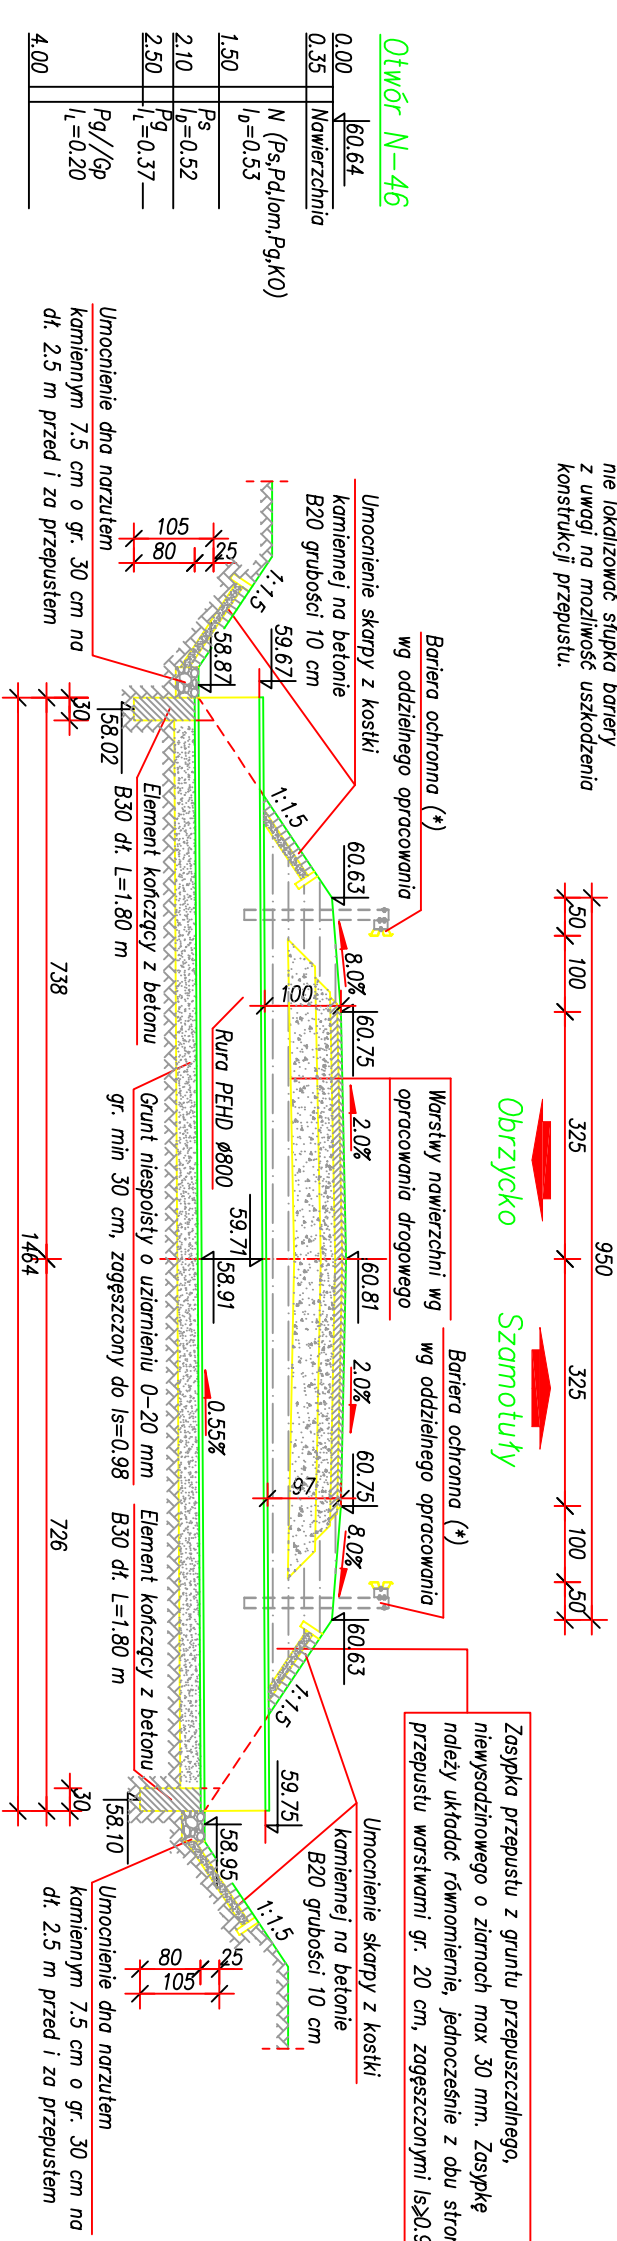 nie lokalizować słupka bariery
z uwagi na możliwość uszkodzenia
konstrukcji przepustu.
950
50
100
325
325
100
50
Obrzycko
Szamotuły
Otwór N-46
60.64
0.00
0.35
Nawierzchnia
N (Ps,Pd,łom,Pg,KO)
I_D=0.53
1.50
Ps
I_D=0.52
2.10
Pg
I_L=0.37
2.50
Pg//Gp
I_L=0.20
4.00
Bariera ochronna (*)
wg oddzielnego opracowania
Umocnienie skarpy z kostki
kamiennej na betonie
B20 grubości 10 cm
Warstwy nawierzchni wg
opracowania drogowego
Bariera ochronna (*)
wg oddzielnego opracowania
Zasypka przepustu z gruntu przepuszczalnego,
niewysadzinowego o ziarnach max 30 mm. Zasypkę
należy układać równomiernie, jednocześnie z obu
przepustu warstwami gr. 20 cm, zagęszczonymi
Umocnienie skarpy z kostki
kamiennej na betonie
B20 grubości 10 cm
60.63
8.0%
60.75
2.0%
60.81
2.0%
60.75
8.0%
60.63
1:1.5
1:1.5
1:1.5
1:1.5
59.67
58.87
100
97
59.71
58.91
0.55%
59.75
58.95
Rura PEHD ø800
105
80
25
80
25
105
30
58.02
30
58.10
Umocnienie dna narzutem
kamiennym 7.5 cm o gr. 30 cm na
dł. 2.5 m przed i za przepustem
Element kończący z betonu
B30 dł. L=1.80 m
Grunt niespoisty o uziarnieniu 0-20 mm
gr. min 30 cm, zagęszczony do Is=0.98
Element kończący z betonu
B30 dł. L=1.80 m
Umocnienie dna narzutem
kamiennym 7.5 cm o gr. 30 cm na
dł. 2.5 m przed i za przepustem
738
726
1464